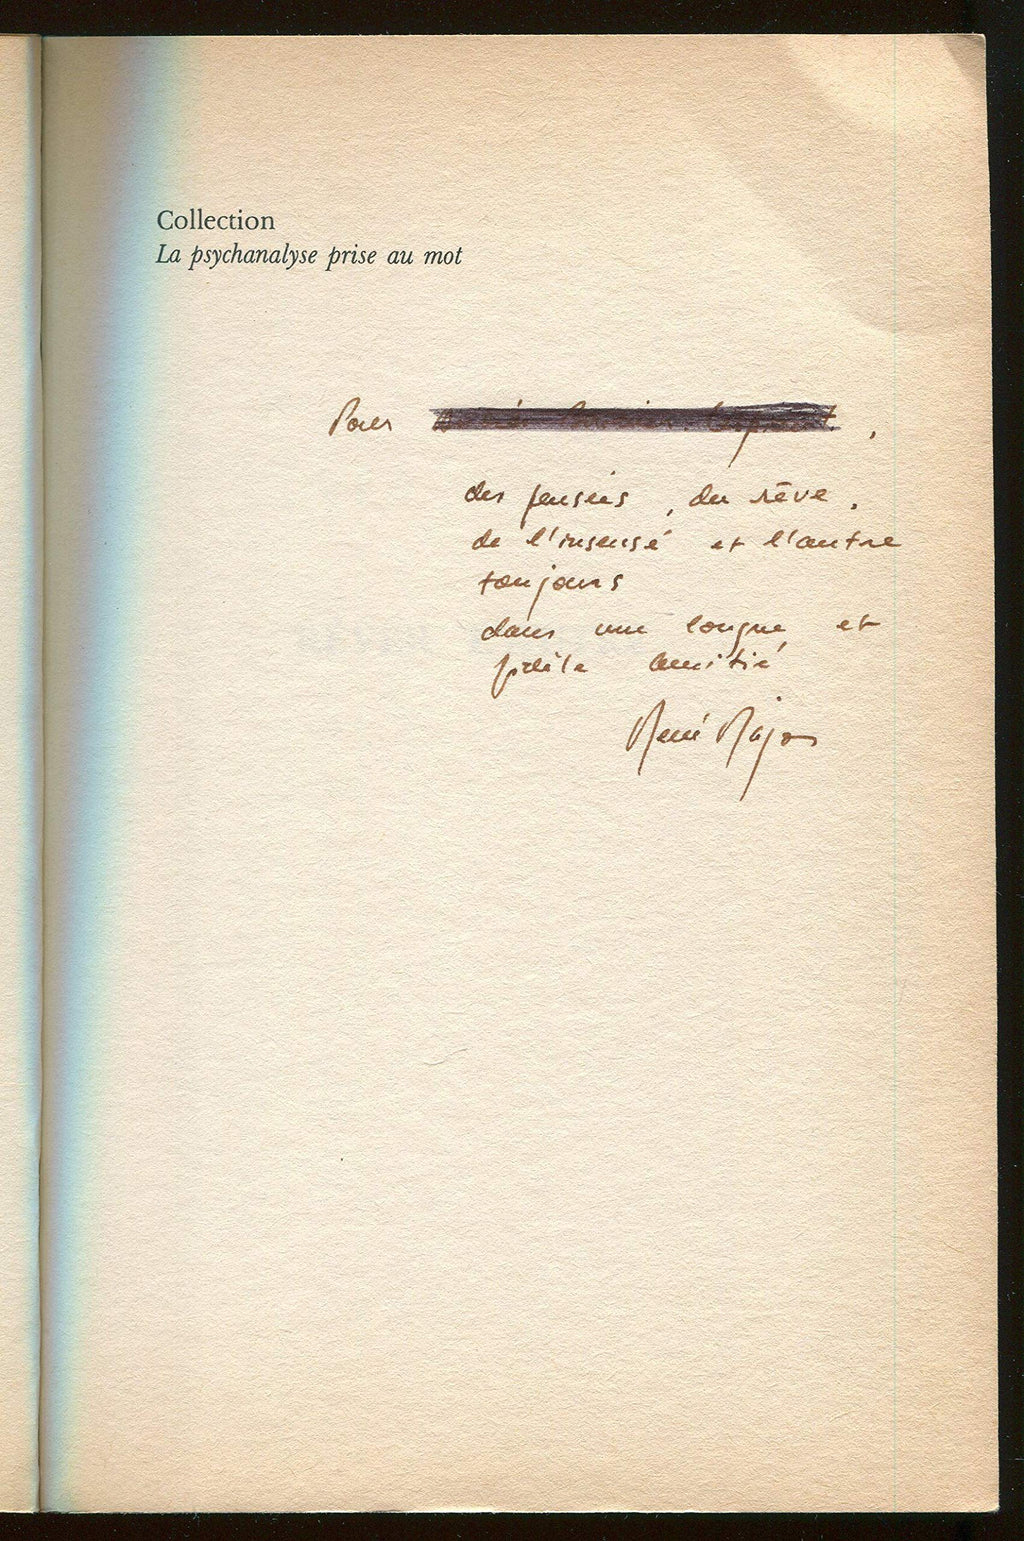 Collection
La psychanalyse prise au mot
Pour ,
des pensées, du rêve,
de l'insensé et l'autre
toujours
dans une longue et
fidèle amitié
René Major